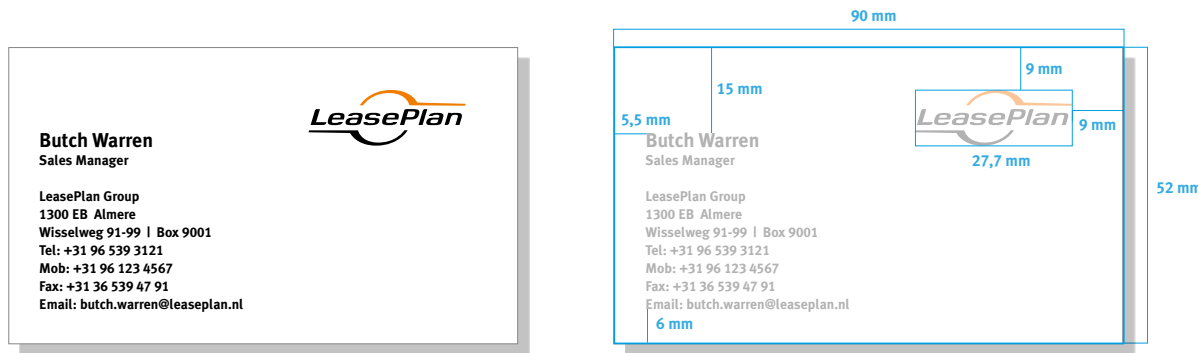 LeasePlan
Butch Warren
Sales Manager
LeasePlan Group
1300 EB  Almere
Wisselweg 91-99 | Box 9001
Tel: +31 96 539 3121
Mob: +31 96 123 4567
Fax: +31 36 539 47 91
Email: butch.warren@leaseplan.nl
90 mm
9 mm
15 mm
LeasePlan
5,5 mm
9 mm
Butch Warren
Sales Manager
27,7 mm
52 mm
LeasePlan Group
1300 EB  Almere
Wisselweg 91-99 | Box 9001
Tel: +31 96 539 3121
Mob: +31 96 123 4567
Fax: +31 36 539 47 91
Email: butch.warren@leaseplan.nl
6 mm